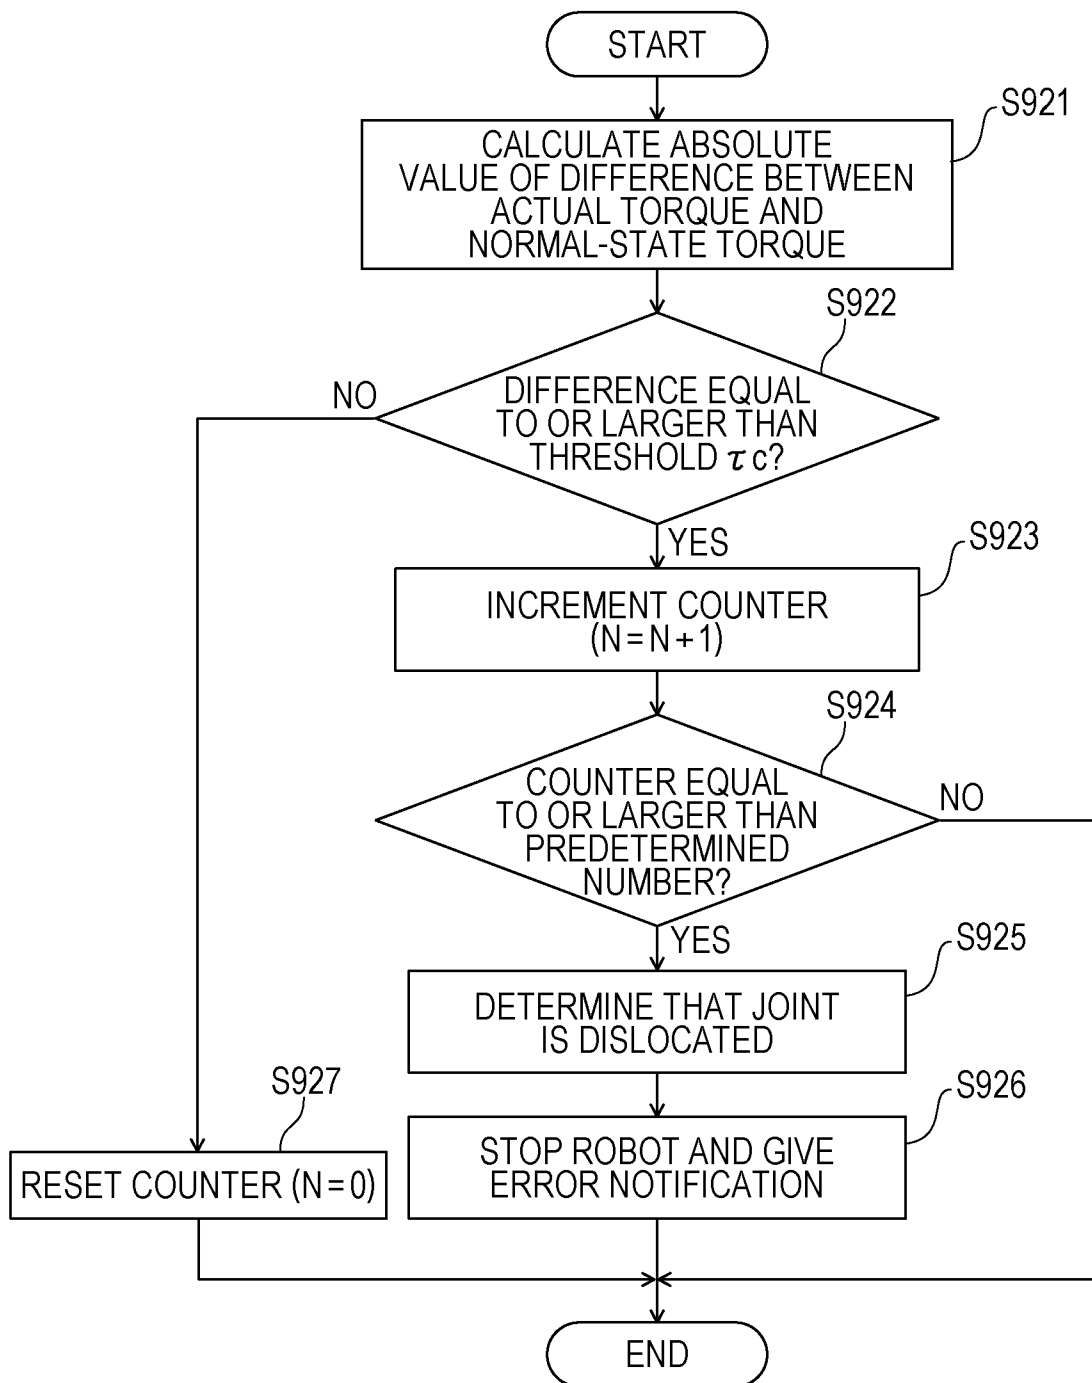 START
S921
CALCULATE ABSOLUTE
VALUE OF DIFFERENCE BETWEEN
ACTUAL TORQUE AND
NORMAL-STATE TORQUE
S922
NO
DIFFERENCE EQUAL
TO OR LARGER THAN
THRESHOLD τc?
YES
S923
INCREMENT COUNTER
(N=N+1)
S924
COUNTER EQUAL
TO OR LARGER THAN
PREDETERMINED
NUMBER?
NO
YES
S925
DETERMINE THAT JOINT
IS DISLOCATED
S927
RESET COUNTER (N=0)
S926
STOP ROBOT AND GIVE
ERROR NOTIFICATION
END